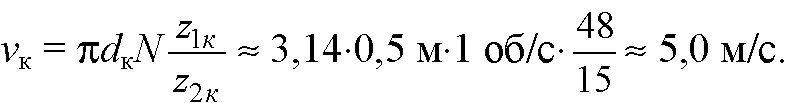 vк = πdкN z1к/z2к ≈ 3,14·0,5 м·1 об/с· 48/15 ≈ 5,0 м/с.